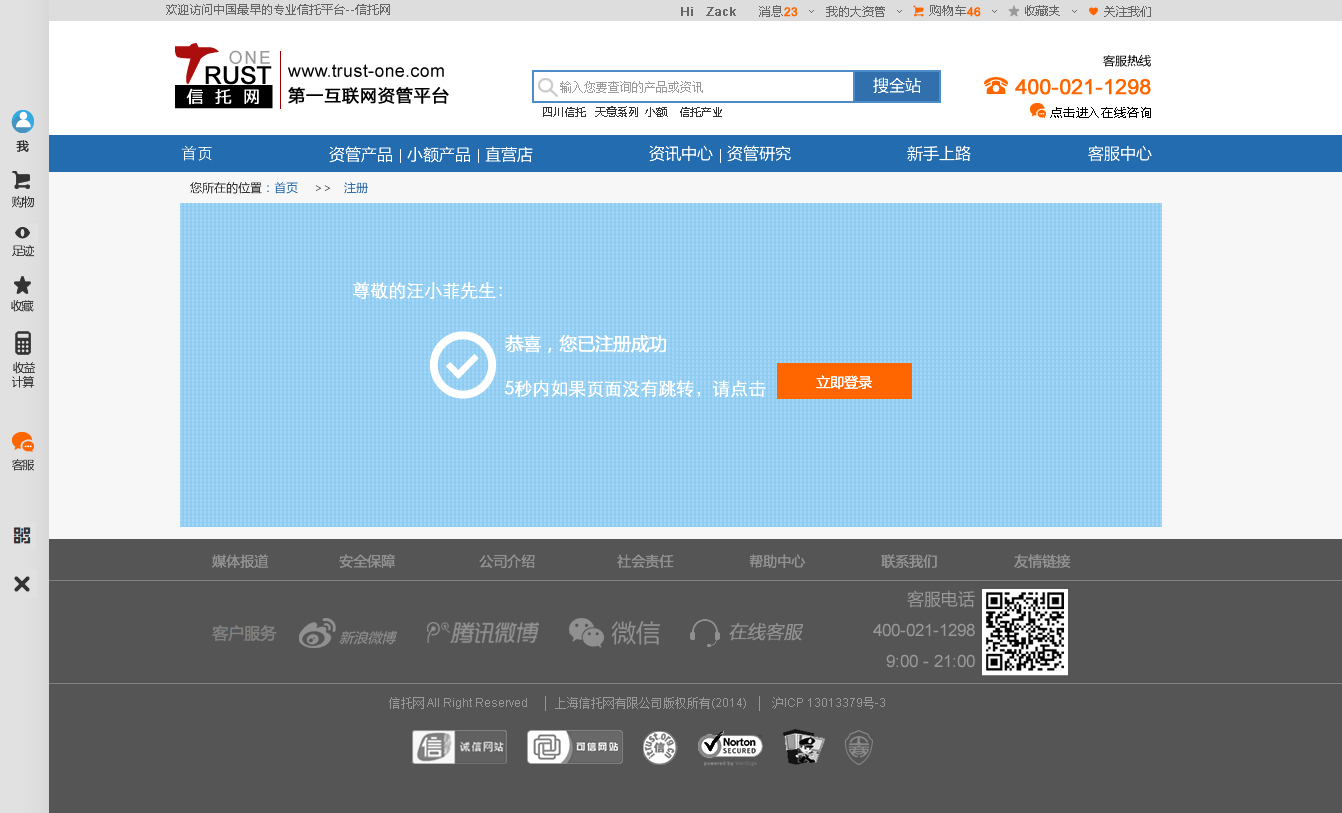 欢迎访问中国最早的专业信托平台--信托网
Hi Zack 消息23 我的大资管 购物车46 收藏夹 关注我们
ONE
TRUST
信托网
www.trust-one.com
第一互联网资管平台
输入您要查询的产品或资讯
搜全站
四川信托 天意系列 小额 信托产业
客服热线
400-021-1298
点击进入在线咨询
首页 资管产品 | 小额产品 | 直营店 资讯中心 | 资管研究 新手上路 客服中心
您所在的位置：首页 >> 注册
我
购物
足迹
收藏
收益
计算
客服
尊敬的汪小菲先生：
恭喜，您已注册成功
5秒内如果页面没有跳转，请点击 立即登录
媒体报道 安全保障 公司介绍 社会责任 帮助中心 联系我们 友情链接
客户服务 新浪微博 腾讯微博 微信 在线客服
客服电话
400-021-1298
9:00 - 21:00
信托网 All Right Reserved | 上海信托网有限公司版权所有(2014) | 沪ICP 13013379号-3
信 诚信网站
可信网站
信
Norton
SECURED
powered by VeriSign